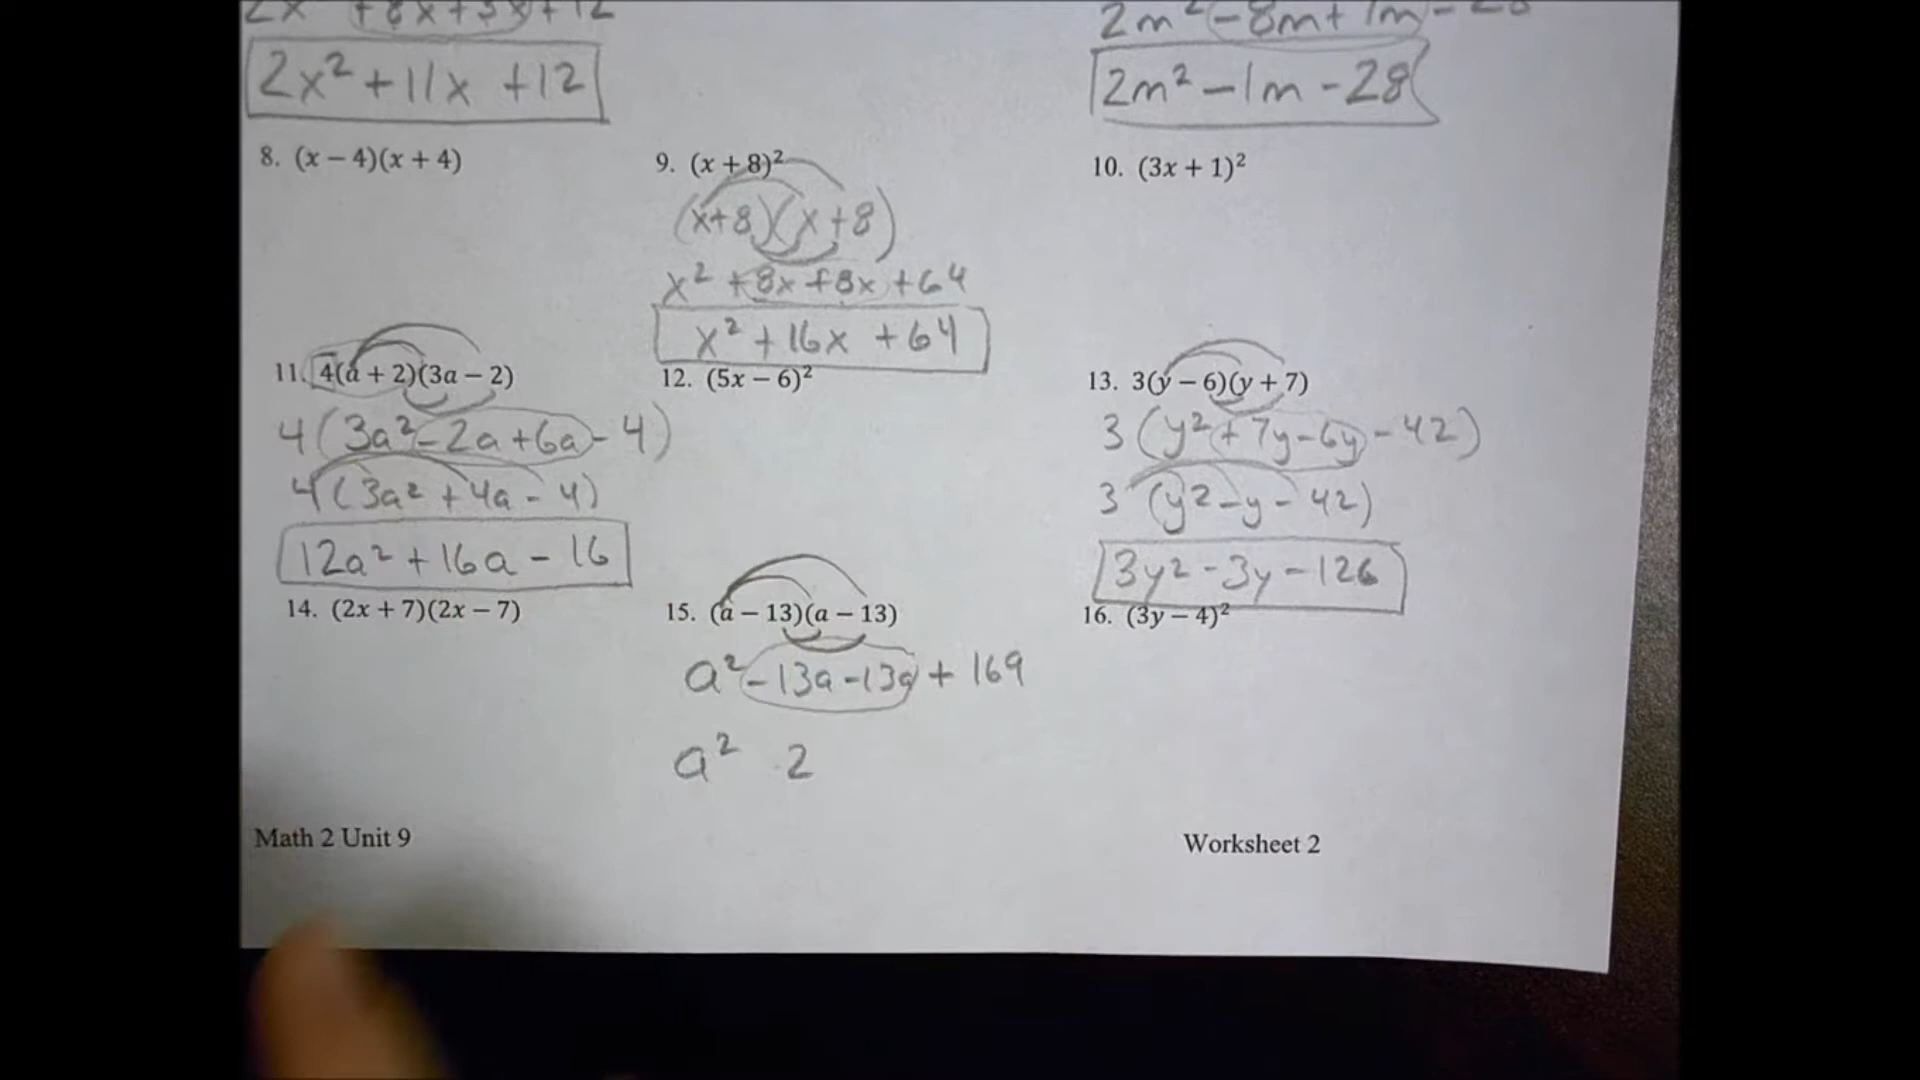 2x² +8x+3x+12
2m² -8m+7m-28
2x² +11x +12
2m² -1m -28
8. (x – 4)(x + 4)
9. (x + 8)²
10. (3x + 1)²
(x+8)(x+8)
x² +8x+8x +64
x² +16x +64
11. 4(a + 2)(3a – 2)
12. (5x – 6)²
13. 3(y – 6)(y + 7)
4(3a²-2a+6a-4)
3(y²+7y-6y-42)
4(3a²+4a-4)
3(y²-y-42)
12a²+16a-16
3y²-3y-126
14. (2x + 7)(2x – 7)
15. (a – 13)(a – 13)
16. (3y – 4)²
a²-13a-13a+169
a² 2
Math 2 Unit 9
Worksheet 2